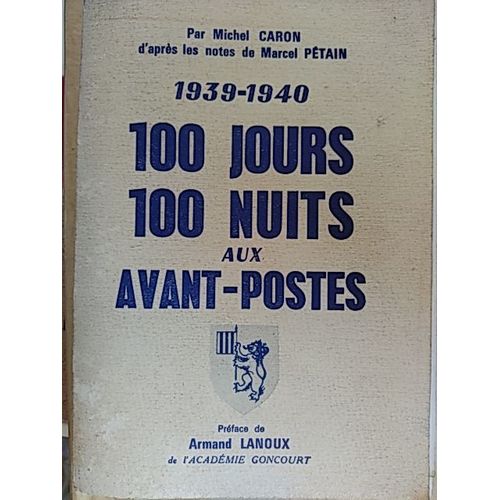 Par Michel CARON
d'après les notes de Marcel PÉTAIN
1939-1940
100 JOURS
100 NUITS
AUX
AVANT-POSTES
Préface de
Armand LANOUX
de l'ACADÉMIE GONCOURT